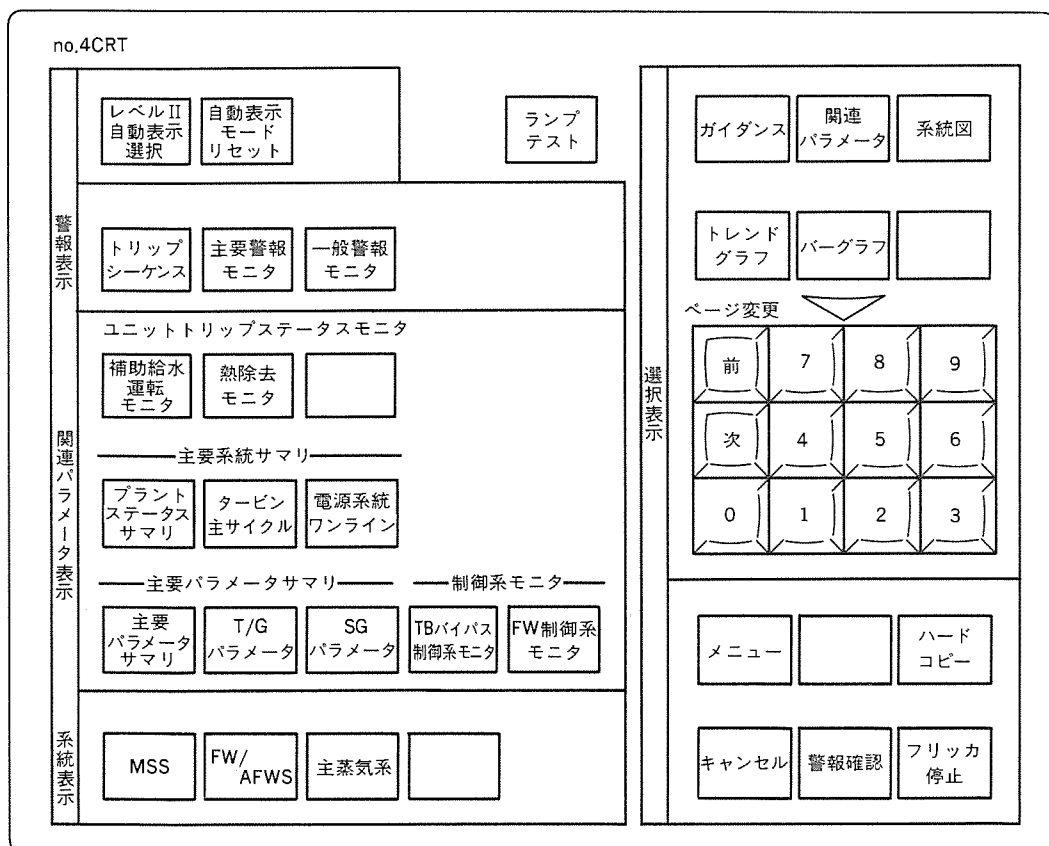 no.4CRT
警報表示
レベルII
自動表示
選択
自動表示
モード
リセット
ランプ
テスト
トリップ
シーケンス
主要警報
モニタ
一般警報
モニタ
関連パラメータ表示
ユニットトリップステータスモニタ
補助給水
運転
モニタ
熱除去
モニタ
主要系統サマリ
プラント
ステータス
サマリ
タービン
主サイクル
電源系統
ワンライン
主要パラメータサマリ
制御系モニタ
主要
パラメータ
サマリ
T/G
パラメータ
SG
パラメータ
TBバイパス
制御系モニタ
FW制御系
モニタ
系統表示
MSS
FW/
AFWS
主蒸気系
選択表示
ガイダンス
関連
パラメータ
系統図
トレンド
グラフ
バーグラフ
ページ変更
前
7
8
9
次
4
5
6
0
1
2
3
メニュー
ハード
コピー
キャンセル
警報確認
フリッカ
停止